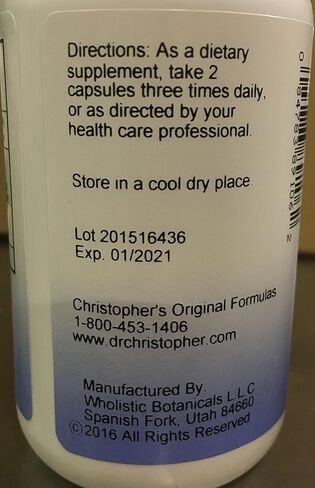 Directions: As a dietary
supplement, take 2
capsules three times daily,
or as directed by your
health care professional.
Store in a cool dry place.
Lot 201516436
Exp. 01/2021
Christopher's Original Formulas
1-800-453-1406
www.drchristopher.com
Manufactured By:
Wholistic Botanicals L.L.C
Spanish Fork, Utah 84660
©2016 All Rights Reserved